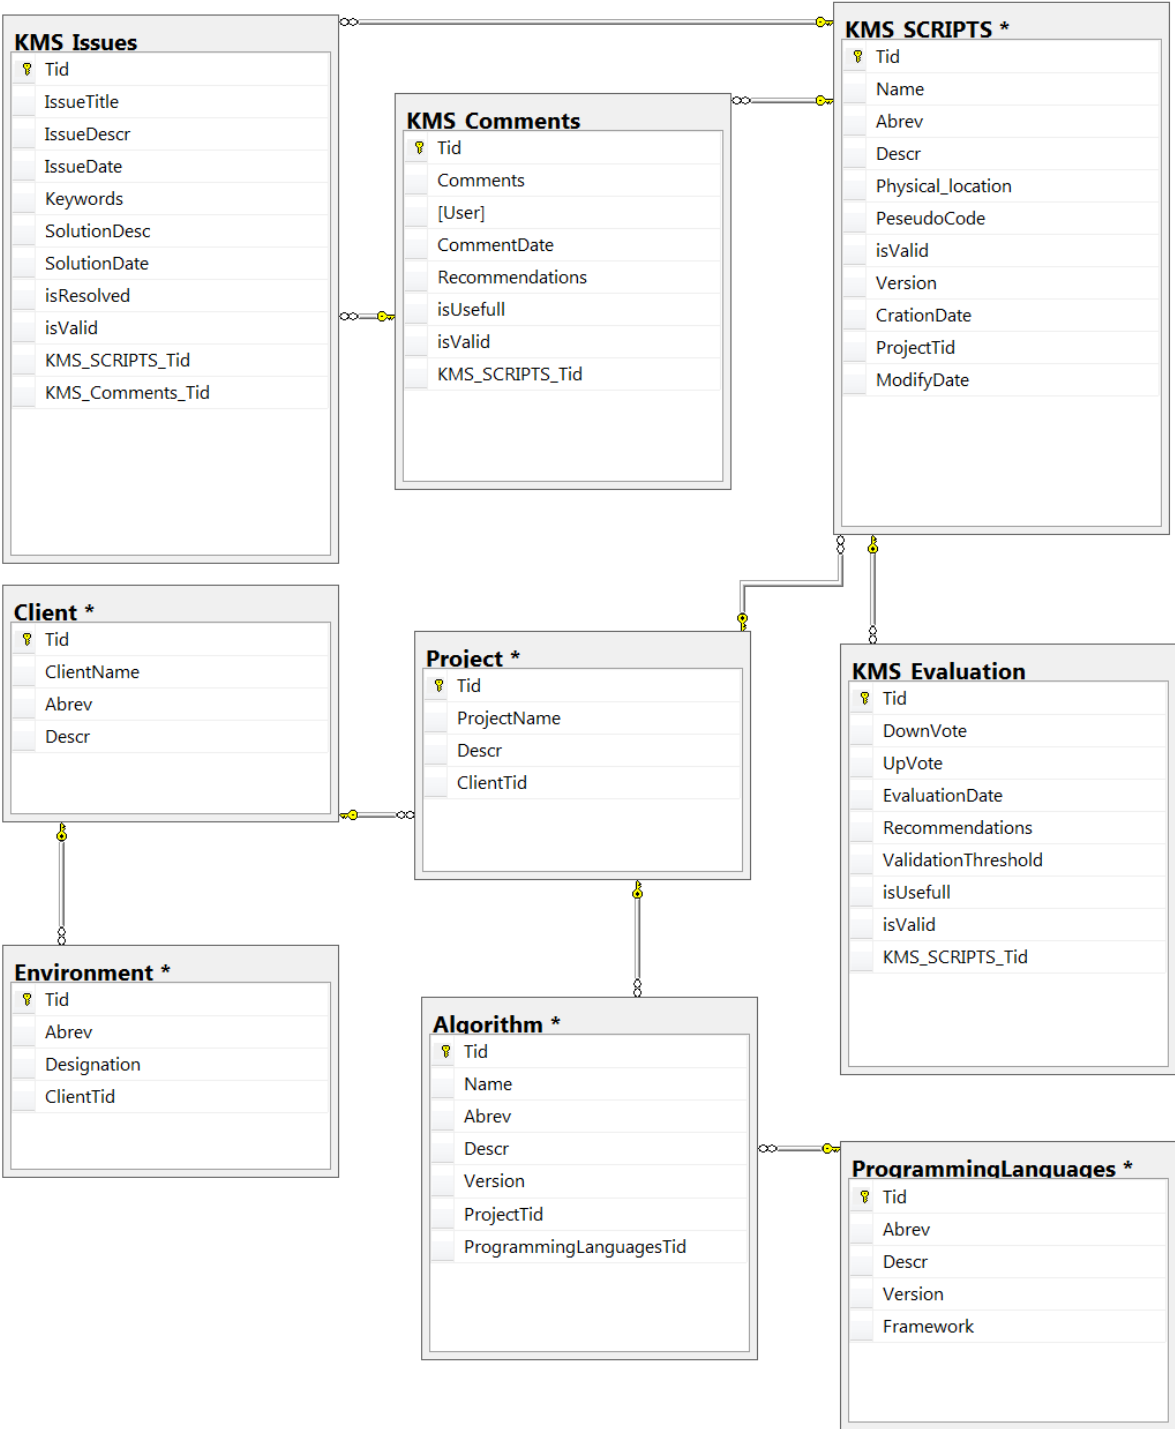 KMS_Issues
Tid
IssueTitle
IssueDescr
IssueDate
Keywords
SolutionDesc
SolutionDate
isResolved
isValid
KMS_SCRIPTS_Tid
KMS_Comments_Tid
KMS_Comments
Tid
Comments
[User]
CommentDate
Recommendations
isUsefull
isValid
KMS_SCRIPTS_Tid
KMS_SCRIPTS *
Tid
Name
Abrev
Descr
Physical_location
PeseudoCode
isValid
Version
CrationDate
ProjectTid
ModifyDate
Client *
Tid
ClientName
Abrev
Descr
Project *
Tid
ProjectName
Descr
ClientTid
KMS_Evaluation
Tid
DownVote
UpVote
EvaluationDate
Recommendations
ValidationThreshold
isUsefull
isValid
KMS_SCRIPTS_Tid
Environment *
Tid
Abrev
Designation
ClientTid
Algorithm *
Tid
Name
Abrev
Descr
Version
ProjectTid
ProgrammingLanguagesTid
ProgrammingLanguages *
Tid
Abrev
Descr
Version
Framework